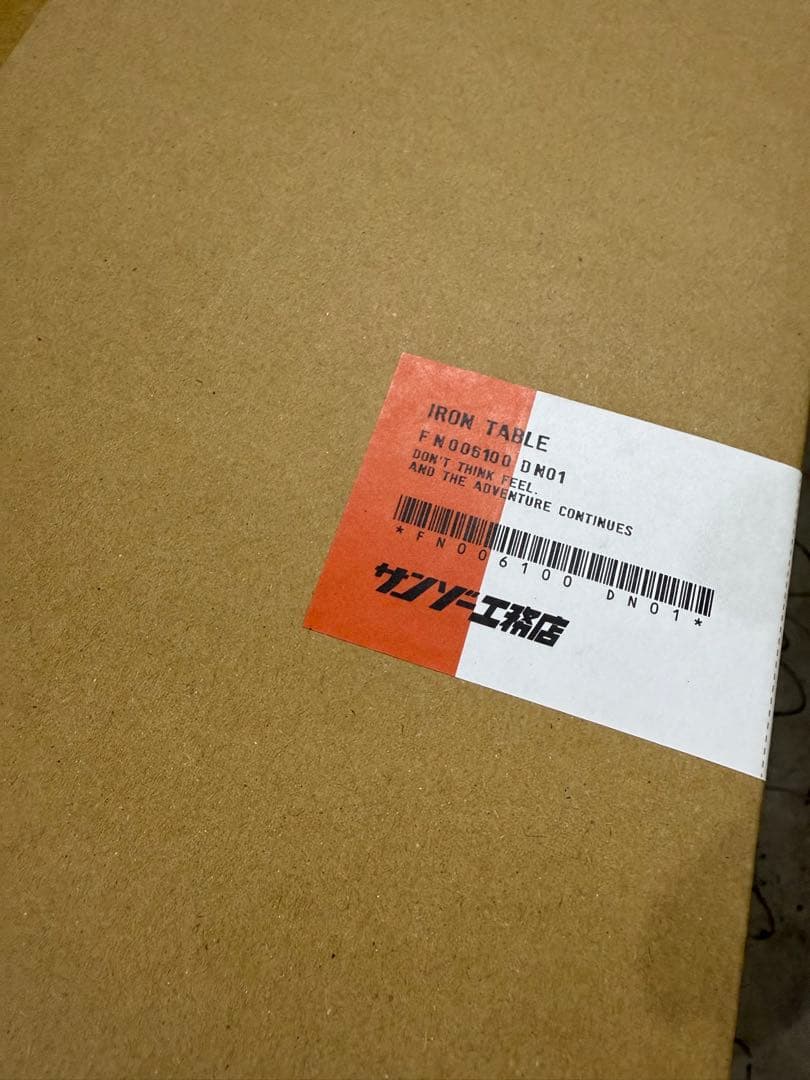 IRON TABLE
FN006100 DN01
DON'T THINK FEEL.
AND THE ADVENTURE CONTINUES
*FN006100 DN01*
サンゾー工務店